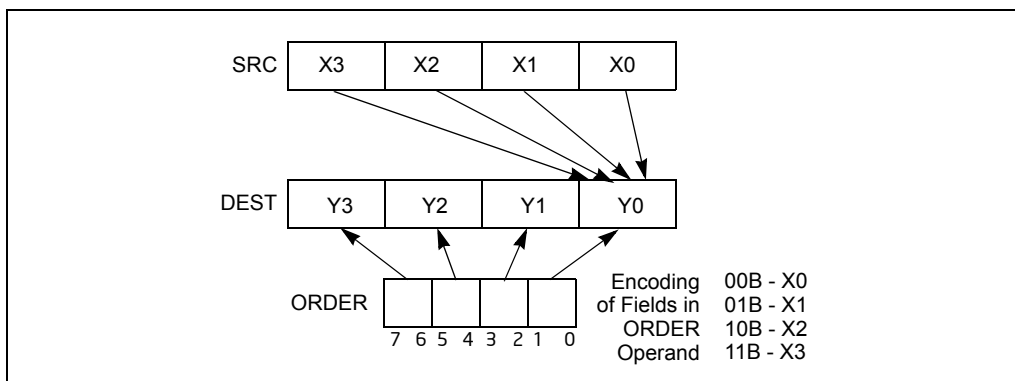 SRC X3 X2 X1 X0
DEST Y3 Y2 Y1 Y0
ORDER
7 6 5 4 3 2 1 0
Encoding 00B - X0
of Fields in 01B - X1
ORDER 10B - X2
Operand 11B - X3